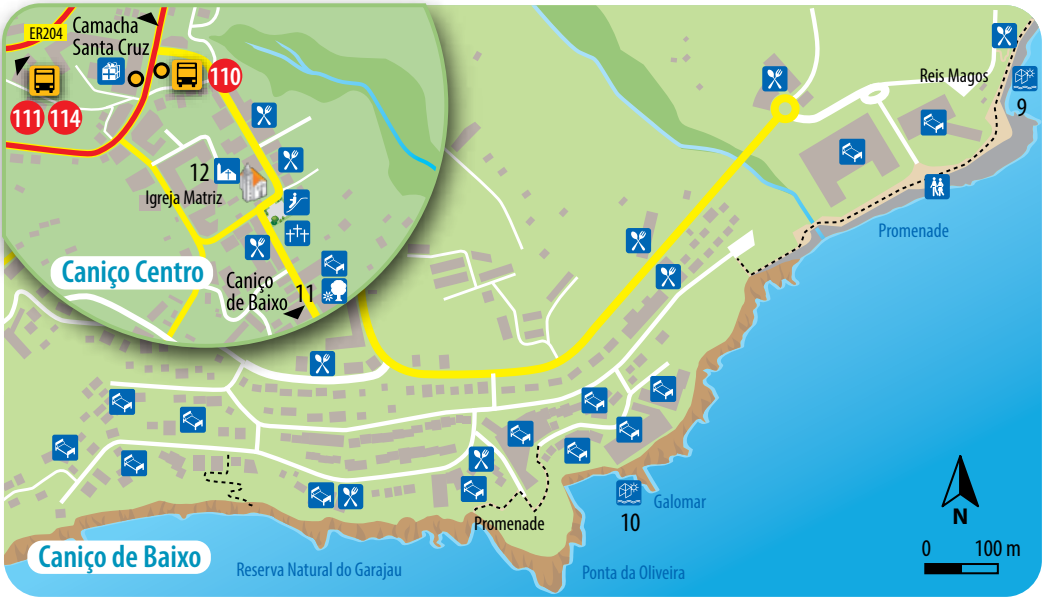 ER204
Camacha
Santa Cruz
110
111 114
12
Igreja Matriz
Caniço Centro
Caniço
de Baixo
11
Reis Magos
9
Promenade
Galomar
10
Promenade
Caniço de Baixo
Reserva Natural do Garajau
Ponta da Oliveira
N
0 100 m